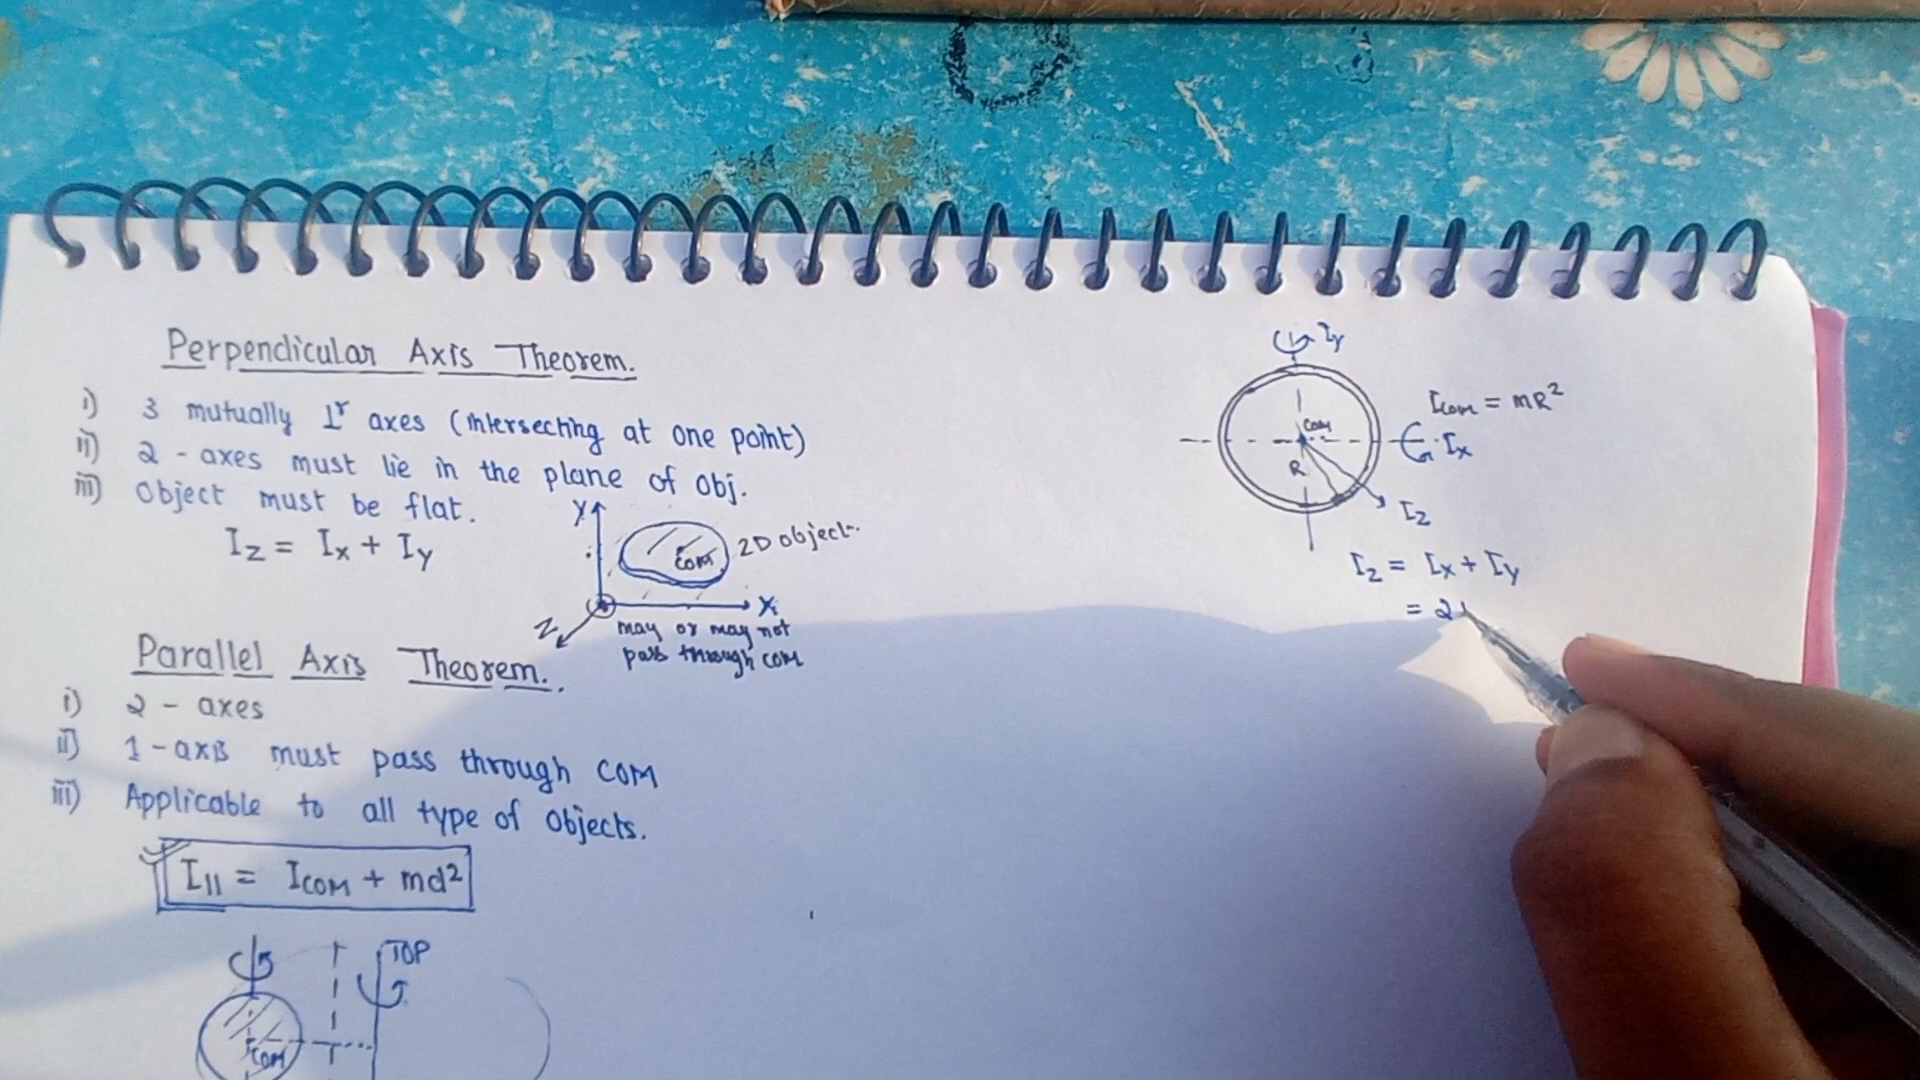 Perpendicular Axis Theorem.
i) 3 mutually ⊥r axes (intersecting at one point)
ii) 2 - axes must lie in the plane of obj.
iii) Object must be flat.
Iz = Ix + Iy
Y
COM
2D object
X
Z
may or may not
pass through COM
Parallel Axis Theorem.
i) 2 - axes
ii) 1 - axis must pass through COM
iii) Applicable to all type of Objects.
I|| = ICOM + md²
TOP
COM
Iy
Icom = mR²
COM
Ix
R
Iz
Iz = Ix + Iy
= 2